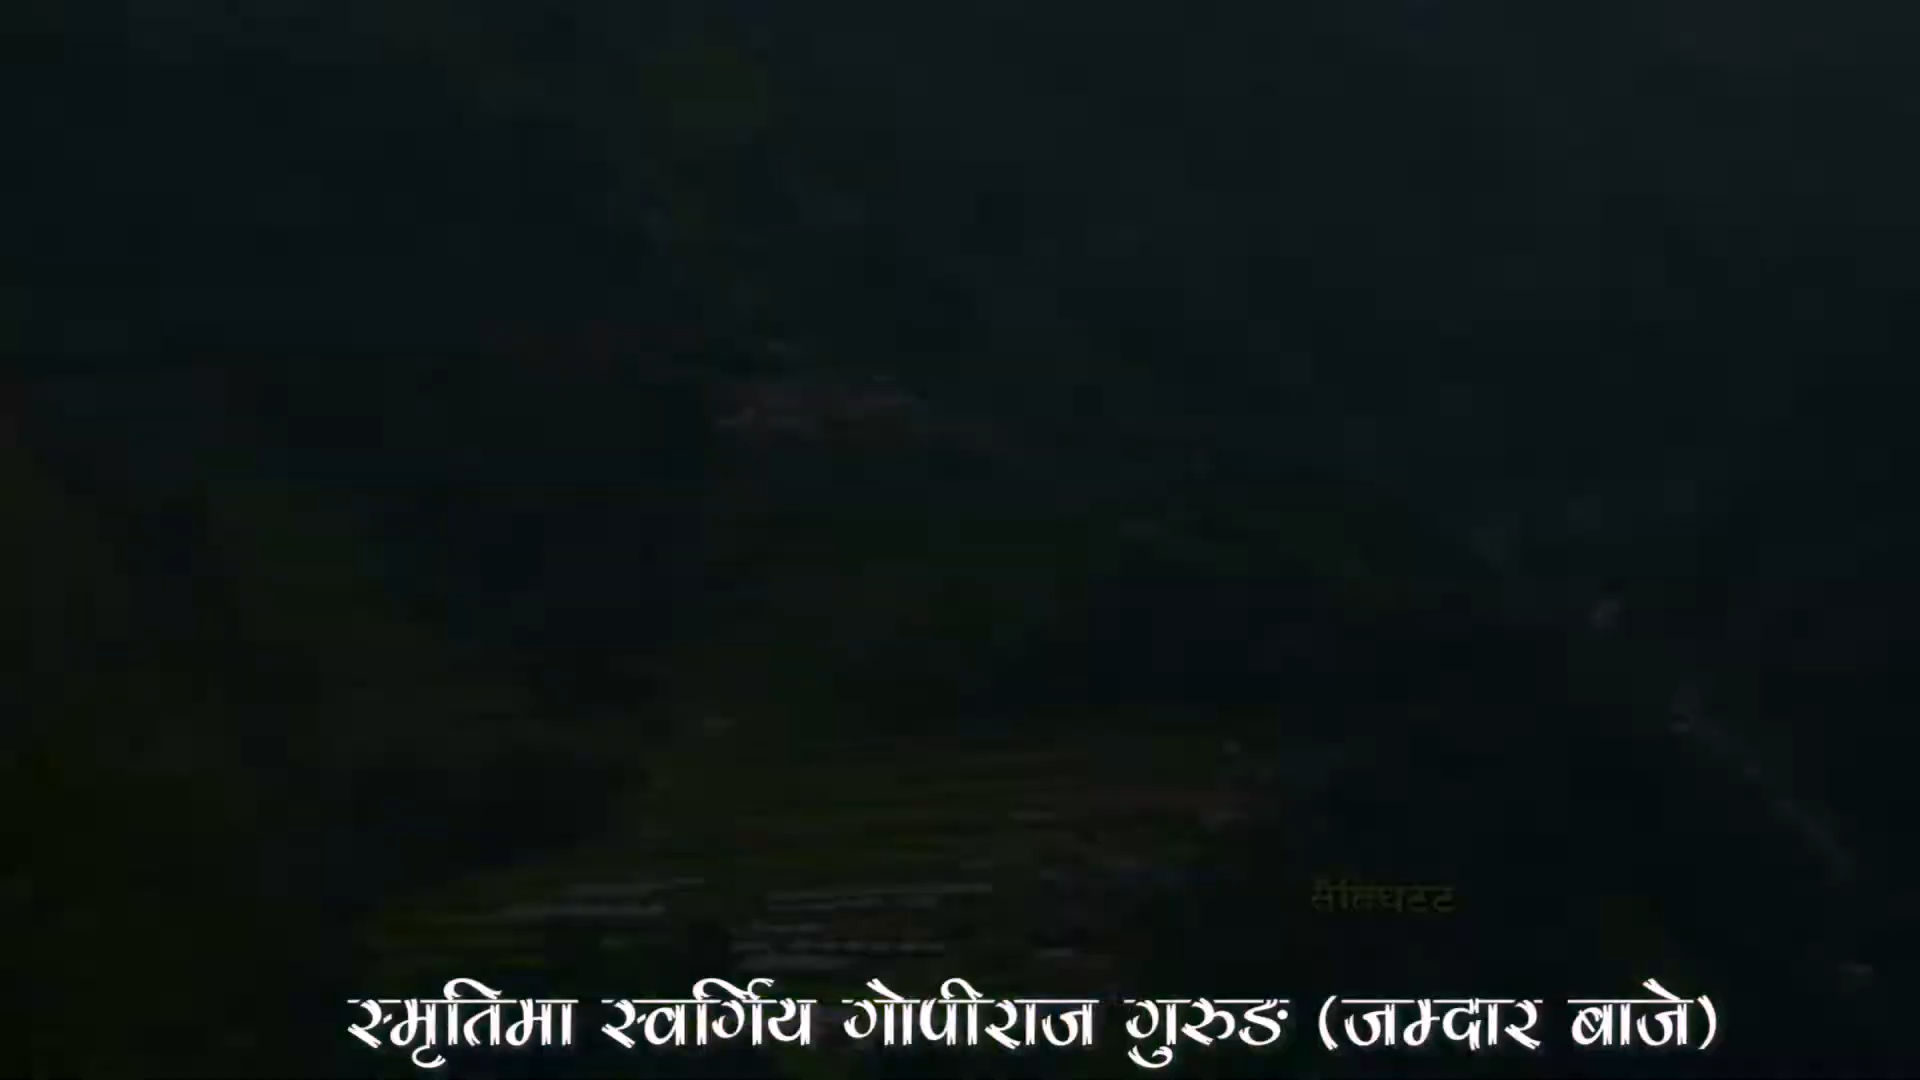 स्मृतिमा स्वर्गिय गोपीराज गुरुङ (जम्दार बाजे)